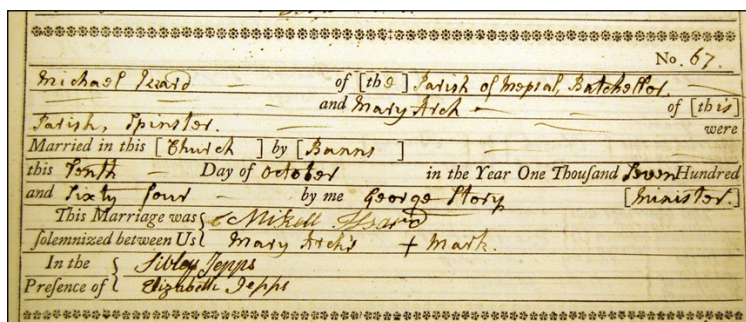 No. 67.
Michael Izard of [the] Parish of Mepsal, Batchellor.
and Mary Arch of [this]
Parish, Spinster. were
Married in this [Church] by [Banns]
this Tenth Day of October in the Year One Thousand Seven Hundred
and Sixty four by me George Story [Minister.]
This Marriage was
Mikell Isard
solemnized between Us Mary Arch's + Mark.
In the Sibley Jepps
Presence of Elizabeth Jepps